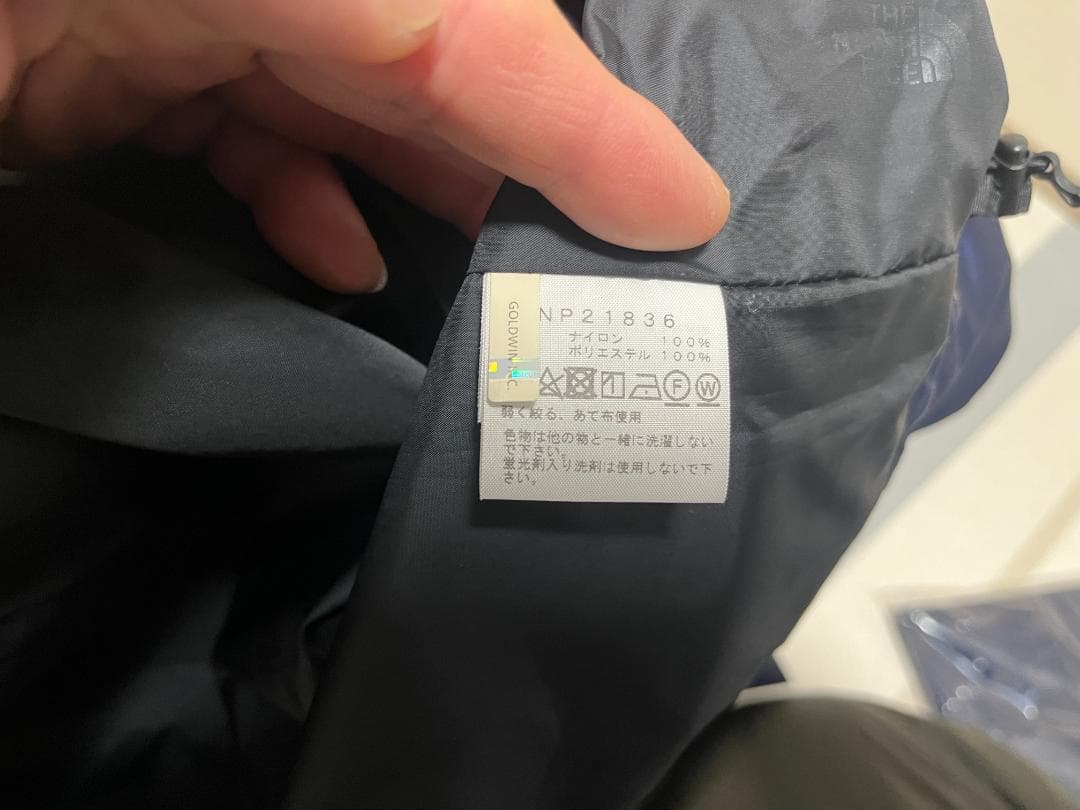 THE
NORTH
FACE
GOLDWIN INC.
NP21836
ナイロン 100%
ポリエステル 100%
F W
弱く絞る、あて布使用
色物は他の物と一緒に洗濯しない
で下さい。
蛍光剤入り洗剤は使用しないで下
さい。